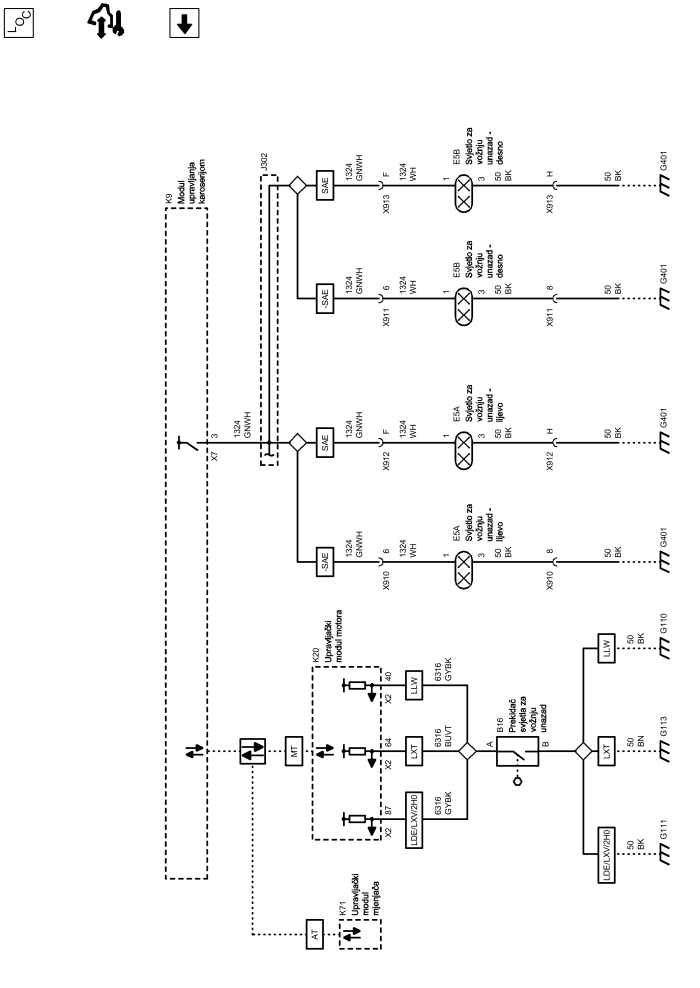 LOC
K9
Modul
upravljanja
karoserijom
X7
3
1324
GNWH
J302
SAE
1324
GNWH
X913
F
1324
WH
1
E5B
Svjetlo za
vožnju
unazad -
desno
3
50
BK
X913
H
50
BK
G401
-SAE
1324
GNWH
X911
6
1324
WH
1
E5B
Svjetlo za
vožnju
unazad -
desno
3
50
BK
X911
8
50
BK
G401
SAE
1324
GNWH
X912
F
1324
WH
1
E5A
Svjetlo za
vožnju
unazad -
lijevo
3
50
BK
X912
H
50
BK
G401
-SAE
1324
GNWH
X910
6
1324
WH
1
E5A
Svjetlo za
vožnju
unazad -
lijevo
3
50
BK
X910
8
50
BK
G401
MT
K20
Upravljački
modul motora
X2
87
X2
64
X2
40
LDE/LXV/2H0
LXT
LLW
6316
GYBK
6316
BUVT
6316
GYBK
A
B16
Prekidač
svjetla za
vožnju
unazad
B
LDE/LXV/2H0
LXT
LLW
50
BK
50
BN
50
BK
G111
G113
G110
AT
K71
Upravljački
modul
mjenjača